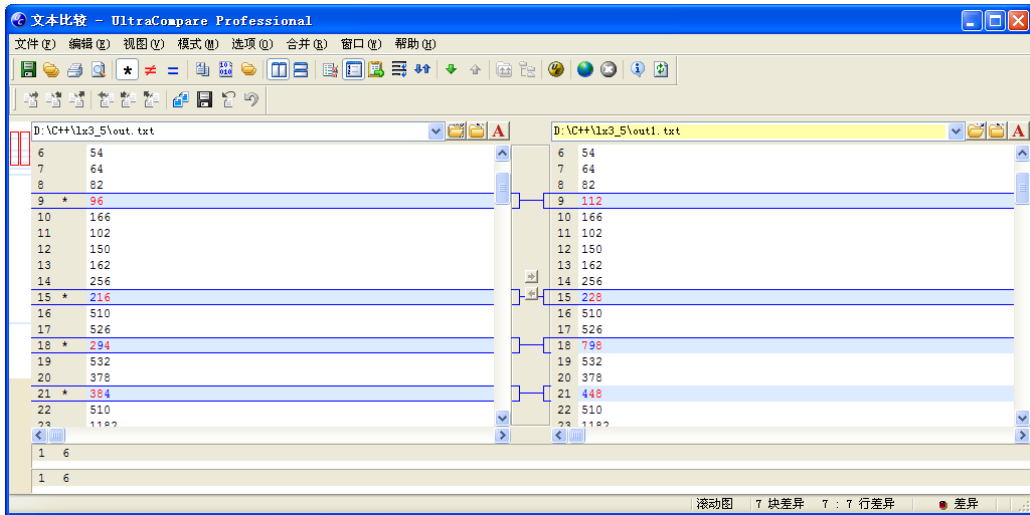 文本比较 - UltraCompare Professional
文件(F) 编辑(E) 视图(V) 模式(M) 选项(O) 合并(R) 窗口(W) 帮助(H)
D:\C++\lx3_5\out.txt A D:\C++\lx3_5\out1.txt A
6 54 6 54
7 64 7 64
8 82 8 82
9 * 96 9 112
10 166 10 166
11 102 11 102
12 150 12 150
13 162 13 162
14 256 14 256
15 * 216 15 228
16 510 16 510
17 526 17 526
18 * 294 18 798
19 532 19 532
20 378 20 378
21 * 384 21 448
22 510 22 510
23 1182 23 1182
1 6
1 6
滚动图 7 块差异 7 : 7 行差异 差异